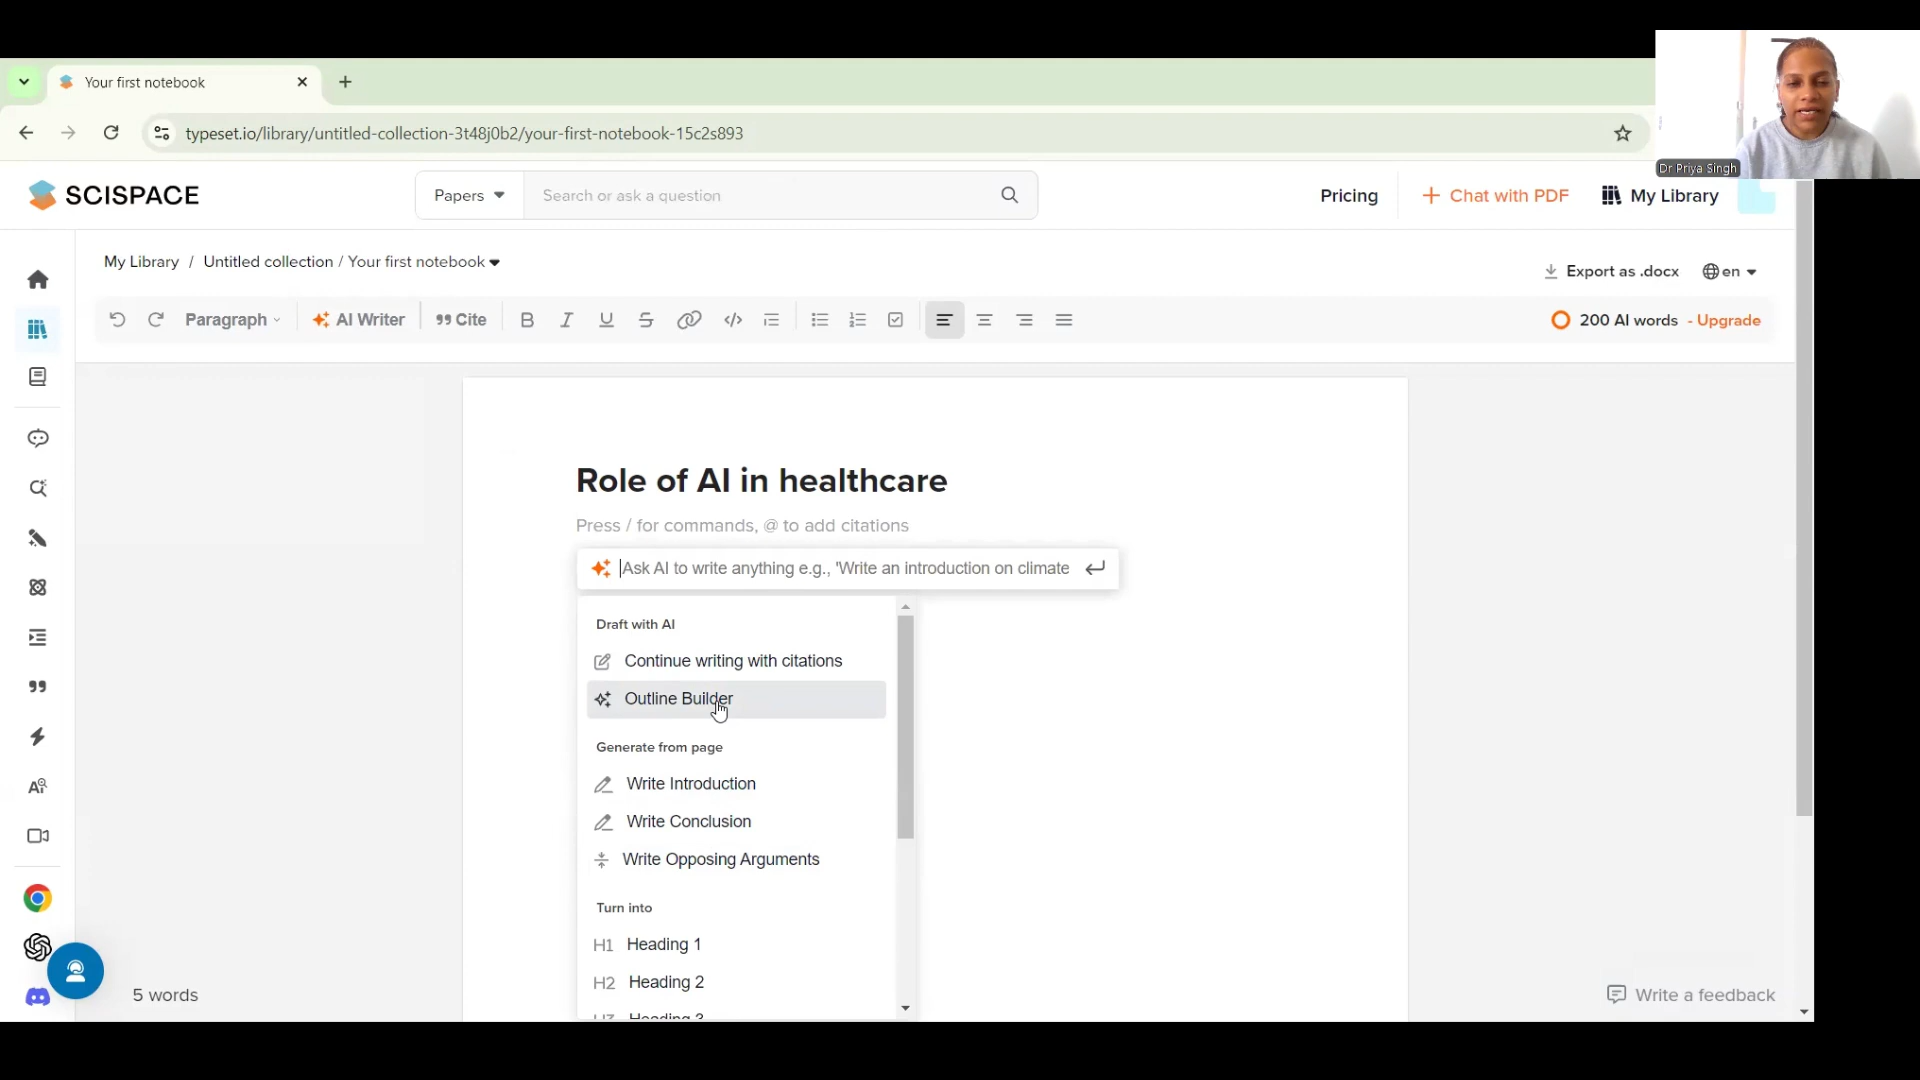 Your first notebook
typeset.io/library/untitled-collection-3t48j0b2/your-first-notebook-15c2s893
Dr Priya Singh
SCISPACE
Papers
Search or ask a question
Pricing
Chat with PDF
My Library
My Library / Untitled collection / Your first notebook
Export as .docx
en
Paragraph
AI Writer
Cite
B I U S
200 AI words - Upgrade
Role of AI in healthcare
Press / for commands, @ to add citations
Ask AI to write anything e.g., 'Write an introduction on climate
Draft with AI
Continue writing with citations
Outline Builder
Generate from page
Write Introduction
Write Conclusion
Write Opposing Arguments
Turn into
H1 Heading 1
H2 Heading 2
H3 Heading 3
5 words
Write a feedback